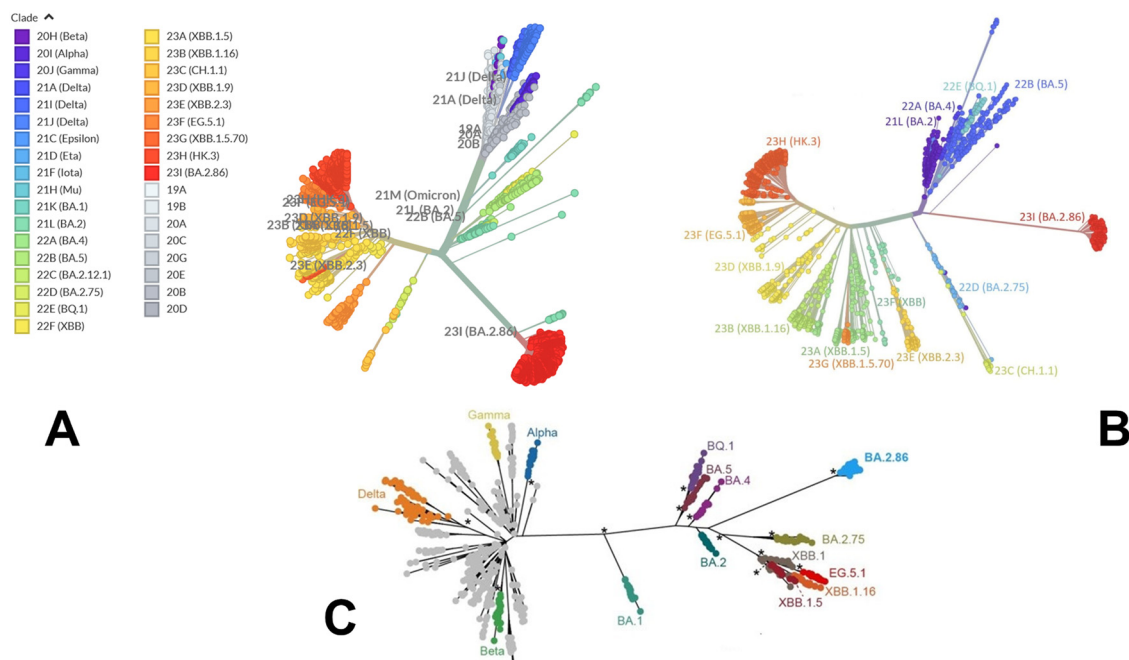 Clade
20H (Beta)
20I (Alpha)
20J (Gamma)
21A (Delta)
21I (Delta)
21J (Delta)
21C (Epsilon)
21D (Eta)
21F (Iota)
21H (Mu)
21K (BA.1)
21L (BA.2)
22A (BA.4)
22B (BA.5)
22C (BA.2.12.1)
22D (BA.2.75)
22E (BQ.1)
22F (XBB)
23A (XBB.1.5)
23B (XBB.1.16)
23C (CH.1.1)
23D (XBB.1.9)
23E (XBB.2.3)
23F (EG.5.1)
23G (XBB.1.5.70)
23H (HK.3)
23I (BA.2.86)
19A
19B
20A
20C
20G
20E
20B
20D
21J (Delta)
21A (Delta)
19A
20A
20B
21M (Omicron)
21L (BA.2)
22B (BA.5)
23D (XBB.1.9)
22F (XBB)
23E (XBB.2.3)
23I (BA.2.86)
A
22E (BQ.1)
22B (BA.5)
22A (BA.4)
21L (BA.2)
23H (HK.3)
23I (BA.2.86)
23F (EG.5.1)
23D (XBB.1.9)
22D (BA.2.75)
23F (XBB)
23B (XBB.1.16)
23A (XBB.1.5)
23E (XBB.2.3)
23G (XBB.1.5.70)
23C (CH.1.1)
B
Gamma
Alpha
Delta
BQ.1
BA.5
BA.4
BA.2.86
BA.2.75
BA.2
XBB.1
EG.5.1
XBB.1.16
XBB.1.5
BA.1
Beta
C